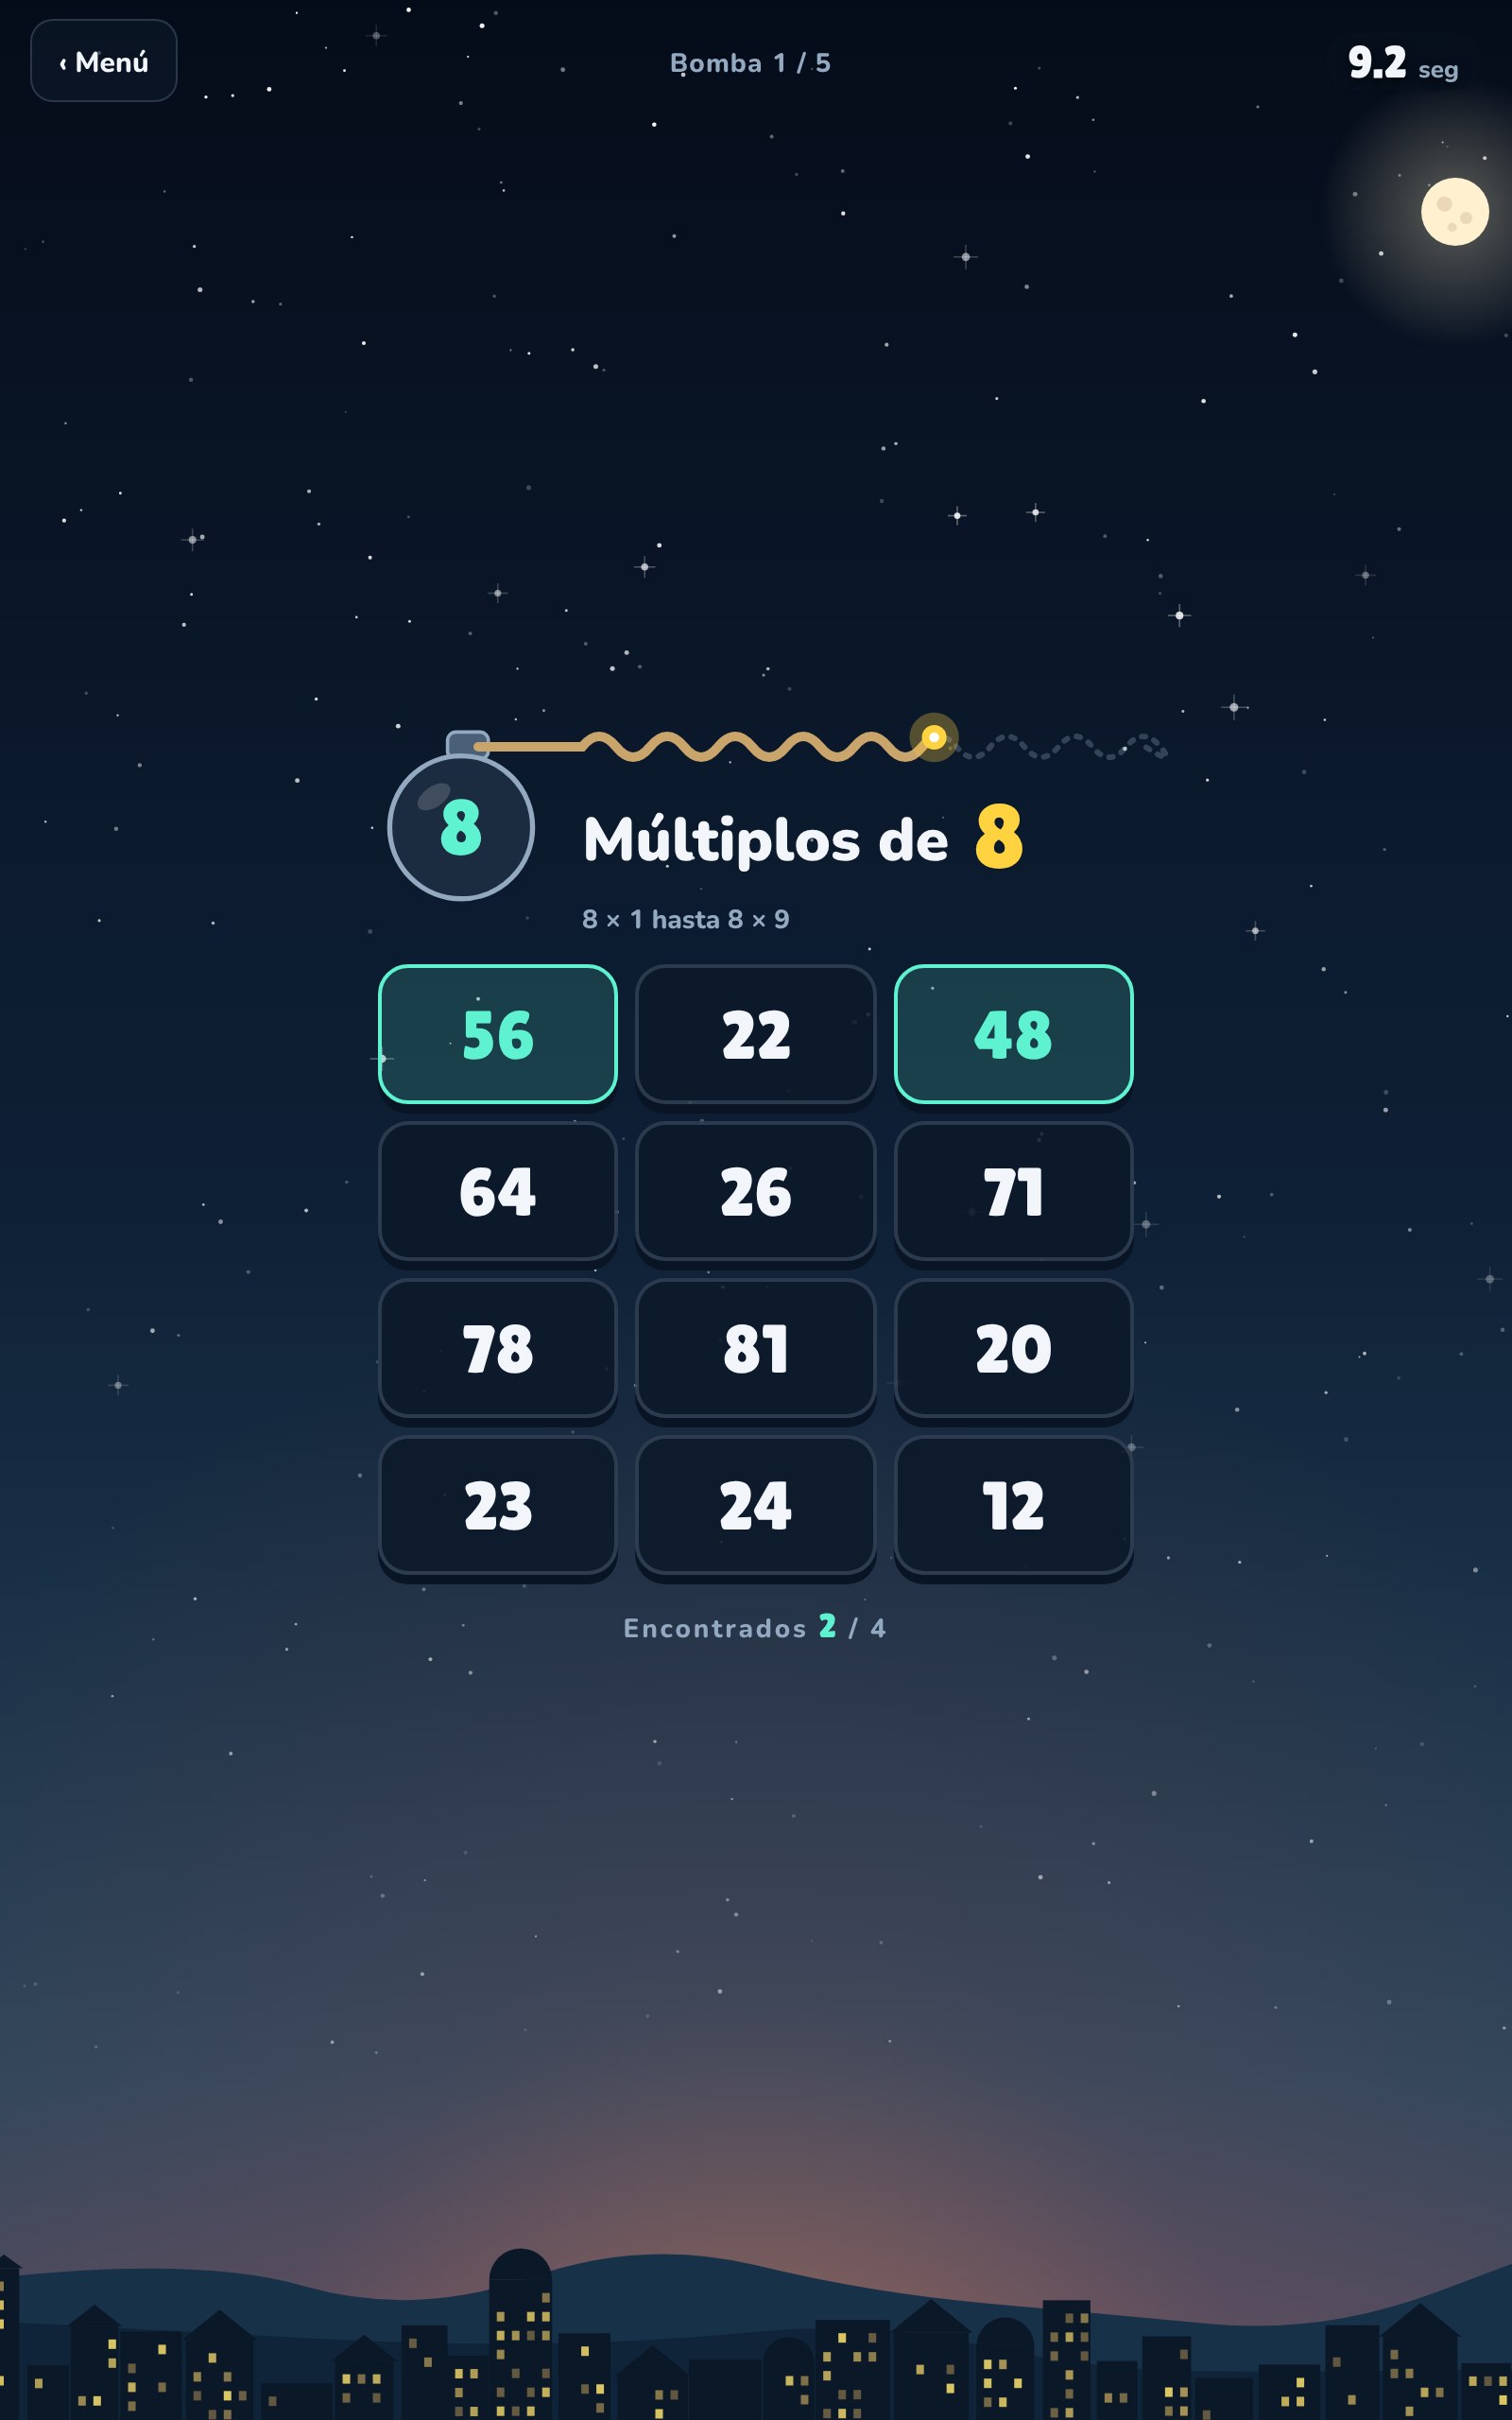 ‹ Menú
Bomba 1 / 5
9.2 seg
8
Múltiplos de 8
8 × 1 hasta 8 × 9
56 22 48
64 26 71
78 81 20
23 24 12
Encontrados 2 / 4